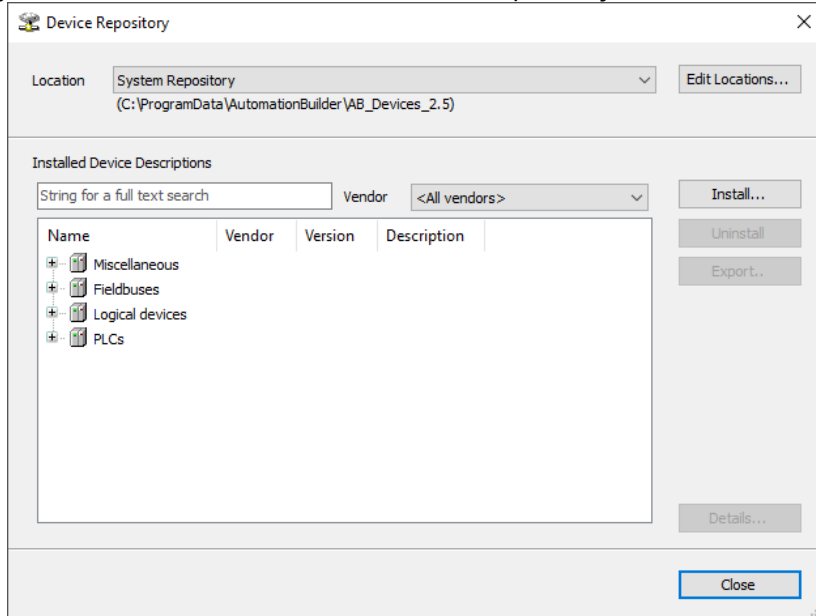 Device Repository
Location System Repository Edit Locations...
(C:\ProgramData\AutomationBuilder\AB_Devices_2.5)
Installed Device Descriptions
String for a full text search Vendor <All vendors> Install...
Name Vendor Version Description Uninstall
Miscellaneous Export..
Fieldbuses
Logical devices
PLCs
Details...
Close